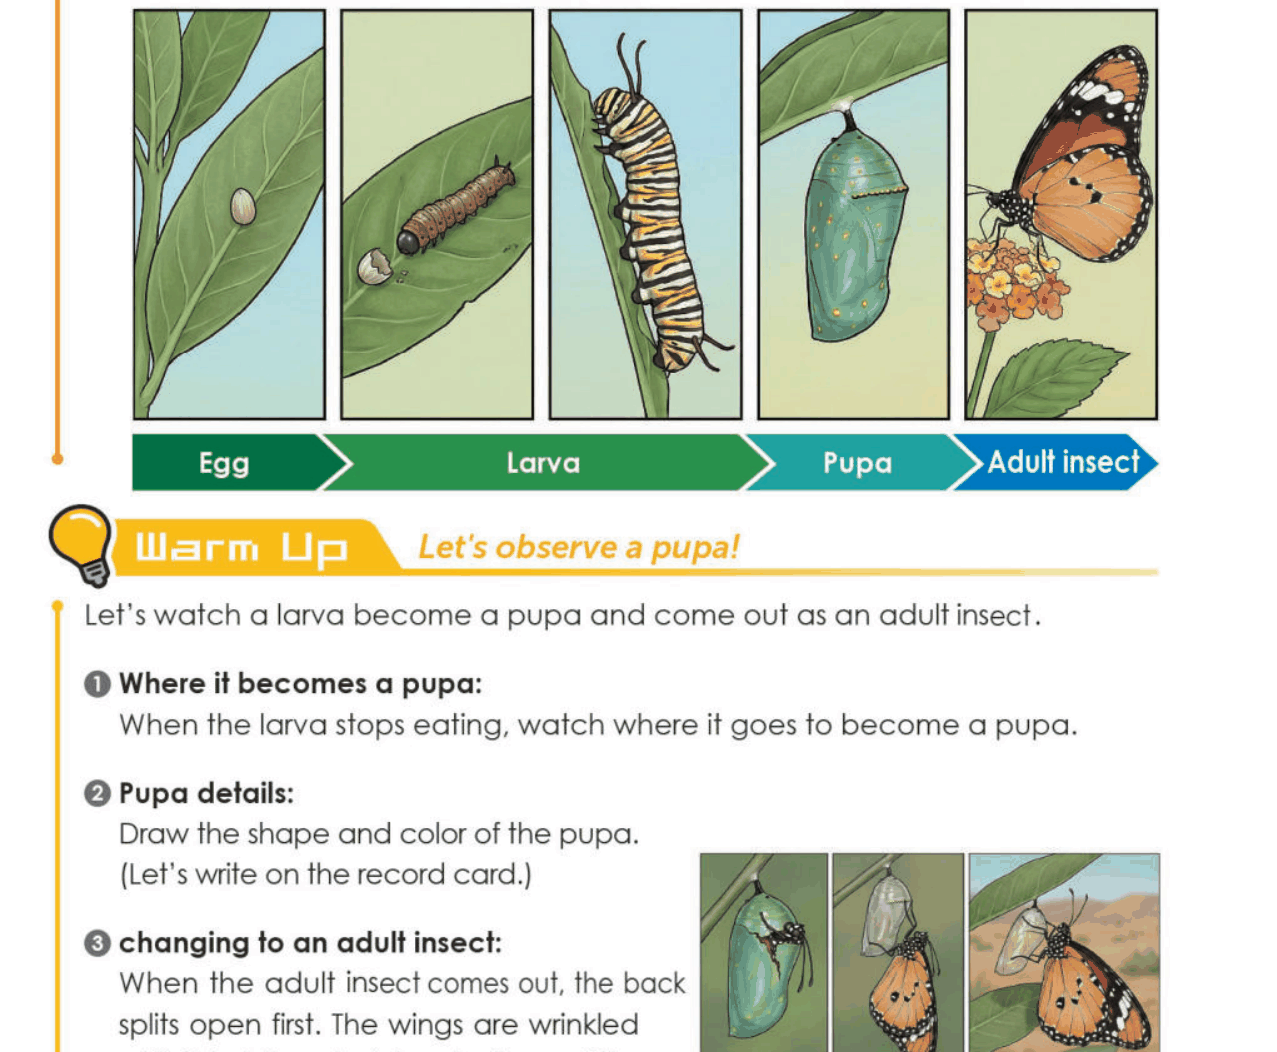 Egg
Larva
Pupa
Adult insect
Warm Up
Let's observe a pupa!
Let's watch a larva become a pupa and come out as an adult insect.
1 Where it becomes a pupa:
When the larva stops eating, watch where it goes to become a pupa.
2 Pupa details:
Draw the shape and color of the pupa.
(Let's write on the record card.)
3 changing to an adult insect:
When the adult insect comes out, the back
splits open first. The wings are wrinkled